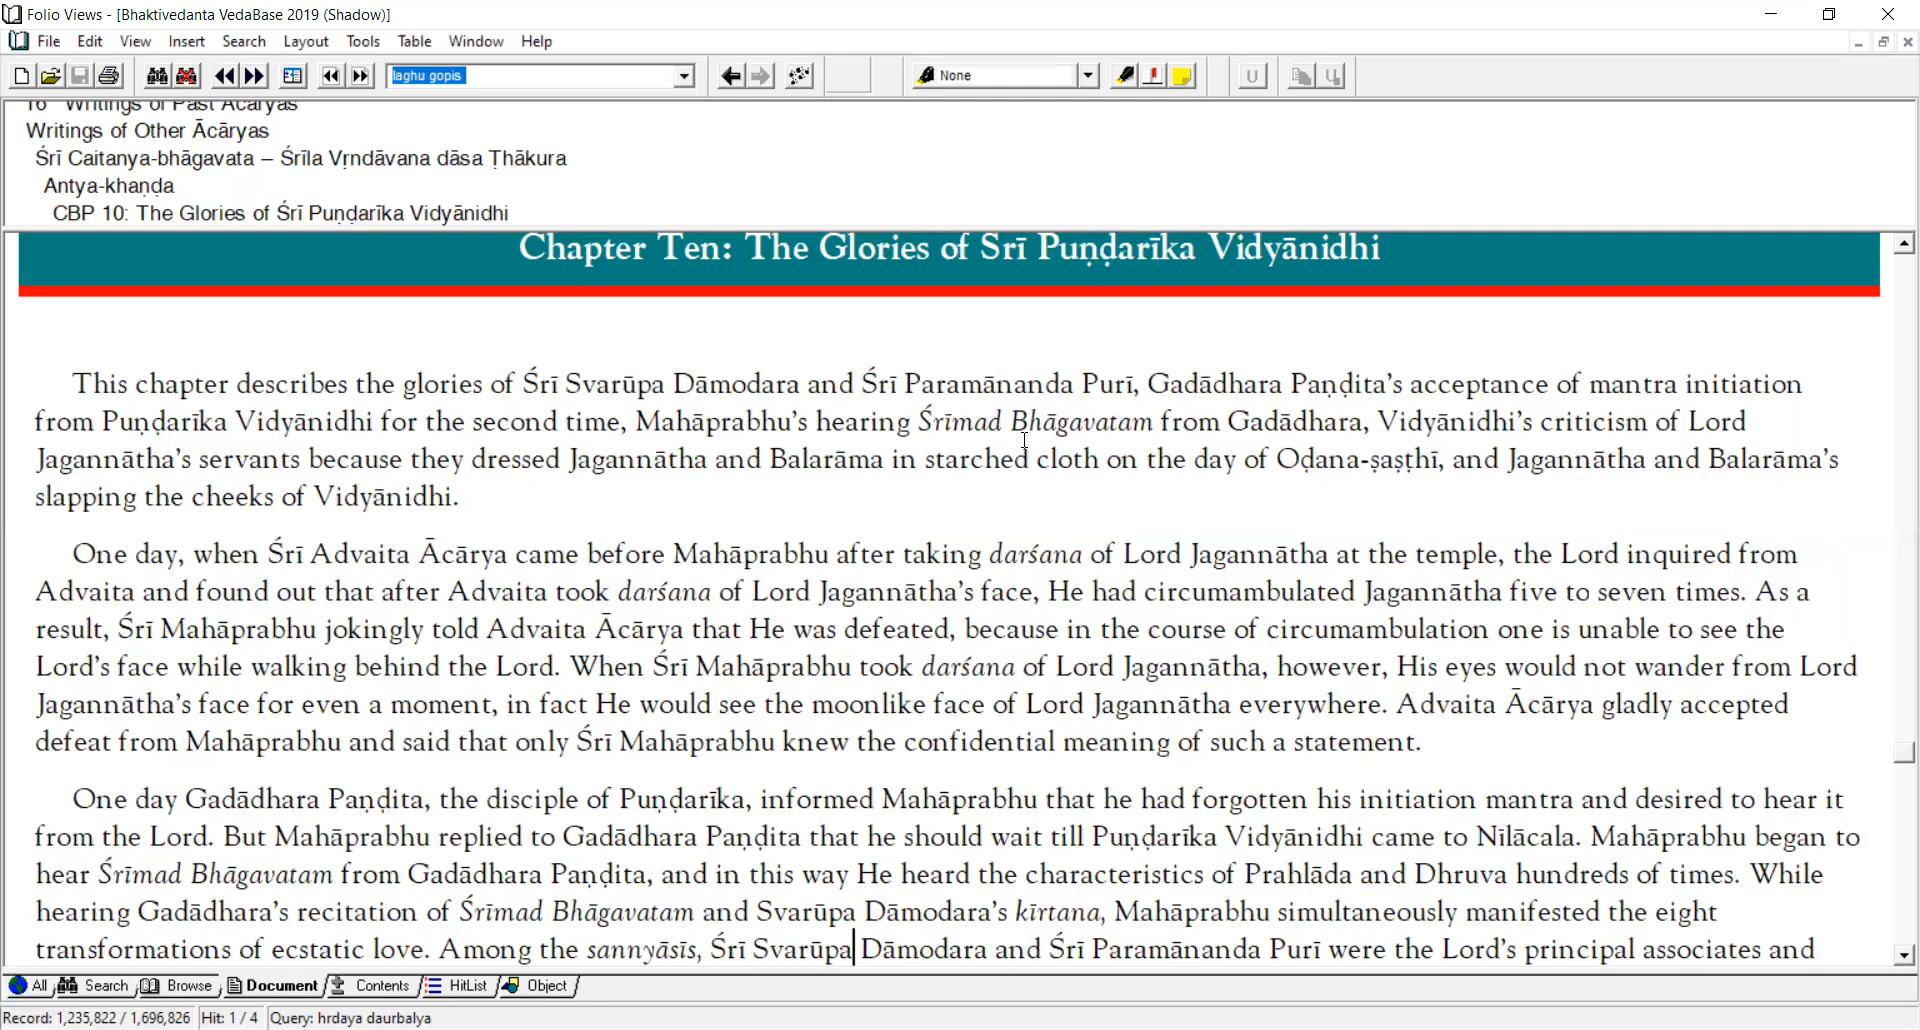 Folio Views - [Bhaktivedanta VedaBase 2019 (Shadow)]
File Edit View Insert Search Layout Tools Table Window Help
laghu gopis None
16 Writings of Past Ācāryas
Writings of Other Ācāryas
Śrī Caitanya-bhāgavata – Śrīla Vṛndāvana dāsa Ṭhākura
Antya-khaṇḍa
CBP 10: The Glories of Śrī Puṇḍarīka Vidyānidhi
Chapter Ten: The Glories of Śrī Puṇḍarīka Vidyānidhi
This chapter describes the glories of Śrī Svarūpa Dāmodara and Śrī Paramānanda Purī, Gadādhara Paṇḍita’s acceptance of mantra initiation
from Puṇḍarīka Vidyānidhi for the second time, Mahāprabhu’s hearing Śrīmad Bhāgavatam from Gadādhara, Vidyānidhi’s criticism of Lord
Jagannātha’s servants because they dressed Jagannātha and Balarāma in starched cloth on the day of Oḍana-ṣaṣṭhī, and Jagannātha and Balarāma’s
slapping the cheeks of Vidyānidhi.
One day, when Śrī Advaita Ācārya came before Mahāprabhu after taking darśana of Lord Jagannātha at the temple, the Lord inquired from
Advaita and found out that after Advaita took darśana of Lord Jagannātha’s face, He had circumambulated Jagannātha five to seven times. As a
result, Śrī Mahāprabhu jokingly told Advaita Ācārya that He was defeated, because in the course of circumambulation one is unable to see the
Lord’s face while walking behind the Lord. When Śrī Mahāprabhu took darśana of Lord Jagannātha, however, His eyes would not wander from Lord
Jagannātha’s face for even a moment, in fact He would see the moonlike face of Lord Jagannātha everywhere. Advaita Ācārya gladly accepted
defeat from Mahāprabhu and said that only Śrī Mahāprabhu knew the confidential meaning of such a statement.
One day Gadādhara Paṇḍita, the disciple of Puṇḍarīka, informed Mahāprabhu that he had forgotten his initiation mantra and desired to hear it
from the Lord. But Mahāprabhu replied to Gadādhara Paṇḍita that he should wait till Puṇḍarīka Vidyānidhi came to Nīlācala. Mahāprabhu began to
hear Śrīmad Bhāgavatam from Gadādhara Paṇḍita, and in this way He heard the characteristics of Prahlāda and Dhruva hundreds of times. While
hearing Gadādhara’s recitation of Śrīmad Bhāgavatam and Svarūpa Dāmodara’s kīrtana, Mahāprabhu simultaneously manifested the eight
transformations of ecstatic love. Among the sannyāsīs, Śrī Svarūpa Dāmodara and Śrī Paramānanda Purī were the Lord’s principal associates and
All Search Browse Document Contents HitList Object
Record: 1,235,822 / 1,696,826 Hit: 1 / 4 Query: hrdaya daurbalya